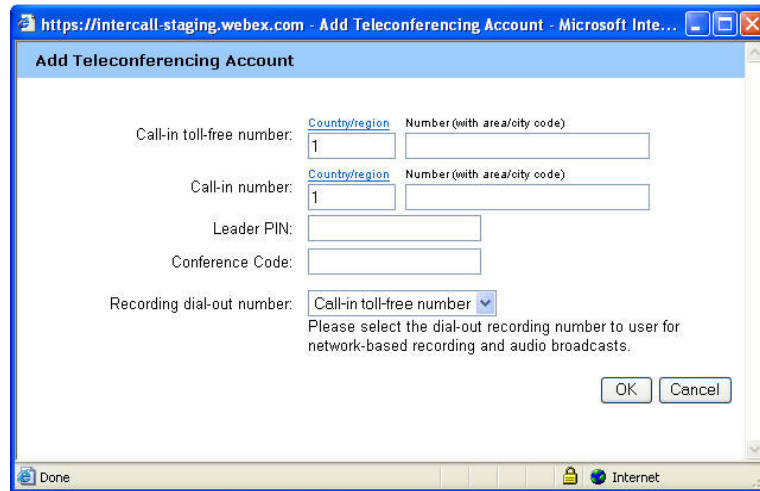 https://intercall-staging.webex.com - Add Teleconferencing Account - Microsoft Inte...
Add Teleconferencing Account
Country/region Number (with area/city code)
Call-in toll-free number: 1
Country/region Number (with area/city code)
Call-in number: 1
Leader PIN:
Conference Code:
Recording dial-out number: Call-in toll-free number
Please select the dial-out recording number to user for
network-based recording and audio broadcasts.
OK Cancel
Done Internet